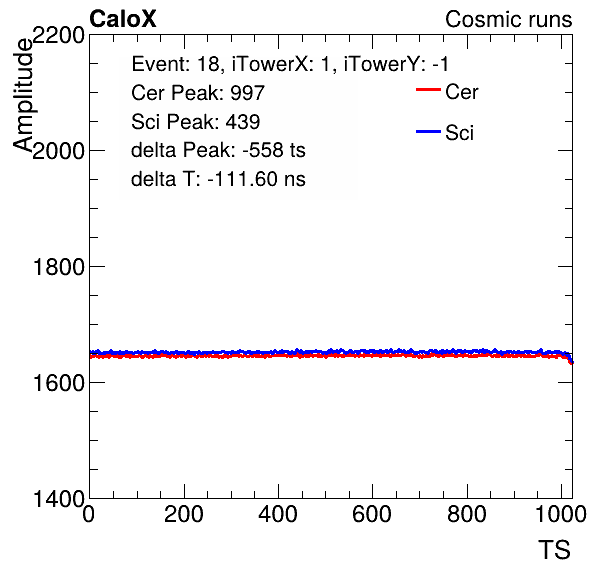 CaloX
Cosmic runs
Amplitude
2200
2000
1800
1600
1400
Event: 18, iTowerX: 1, iTowerY: -1
Cer Peak: 997
Sci Peak: 439
delta Peak: -558 ts
delta T: -111.60 ns
Cer
Sci
0
200
400
600
800
1000
TS